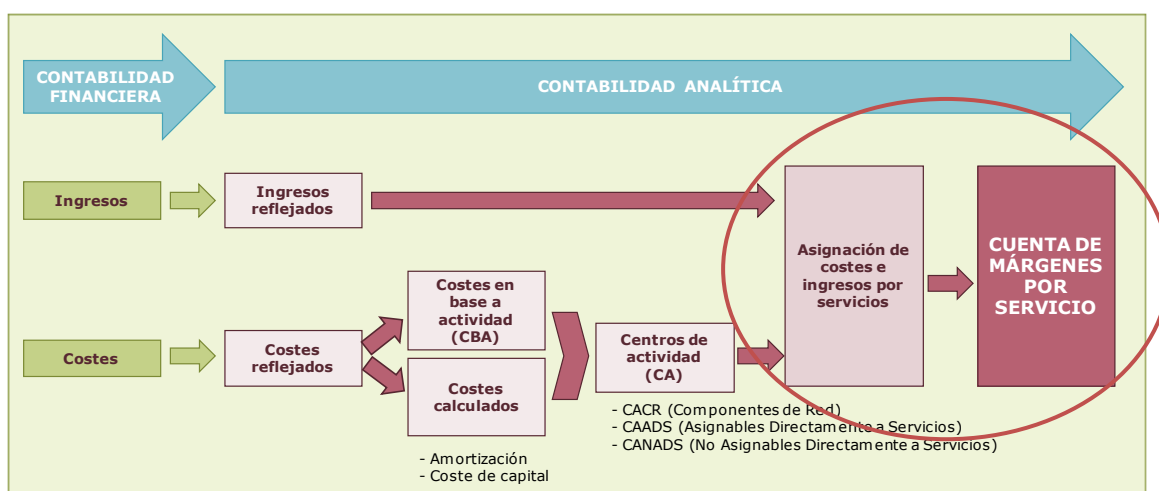 CONTABILIDAD
FINANCIERA
CONTABILIDAD ANALÍTICA
Ingresos
Ingresos
reflejados
Asignación de
costes e
ingresos por
servicios
CUENTA DE
MÁRGENES
POR
SERVICIO
Costes
Costes
reflejados
Costes en
base a
actividad
(CBA)
Costes
calculados
- Amortización
- Coste de capital
Centros de
actividad
(CA)
- CACR (Componentes de Red)
- CAADS (Asignables Directamente a Servicios)
- CANADS (No Asignables Directamente a Servicios)